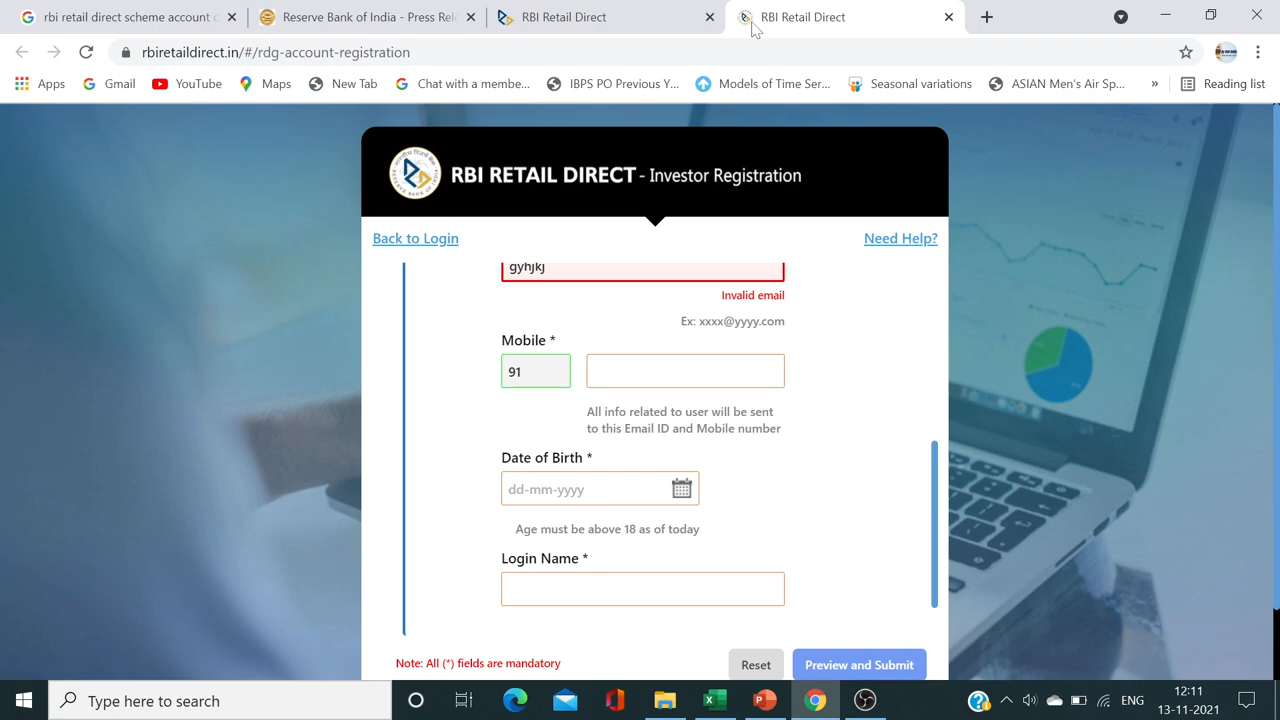 rbi retail direct scheme account o
Reserve Bank of India - Press Rele
RBI Retail Direct
RBI Retail Direct
rbiretaildirect.in/#/rdg-account-registration
Apps
Gmail
YouTube
Maps
New Tab
Chat with a membe...
IBPS PO Previous Y...
Models of Time Ser...
Seasonal variations
ASIAN Men's Air Sp...
»
Reading list
RBI RETAIL DIRECT - Investor Registration
Back to Login
Need Help?
gyhjkj
Invalid email
Ex: xxxx@yyyy.com
Mobile *
91
All info related to user will be sent
to this Email ID and Mobile number
Date of Birth *
dd-mm-yyyy
Age must be above 18 as of today
Login Name *
Note: All (*) fields are mandatory
Reset
Preview and Submit
Type here to search
ENG
12:11
13-11-2021